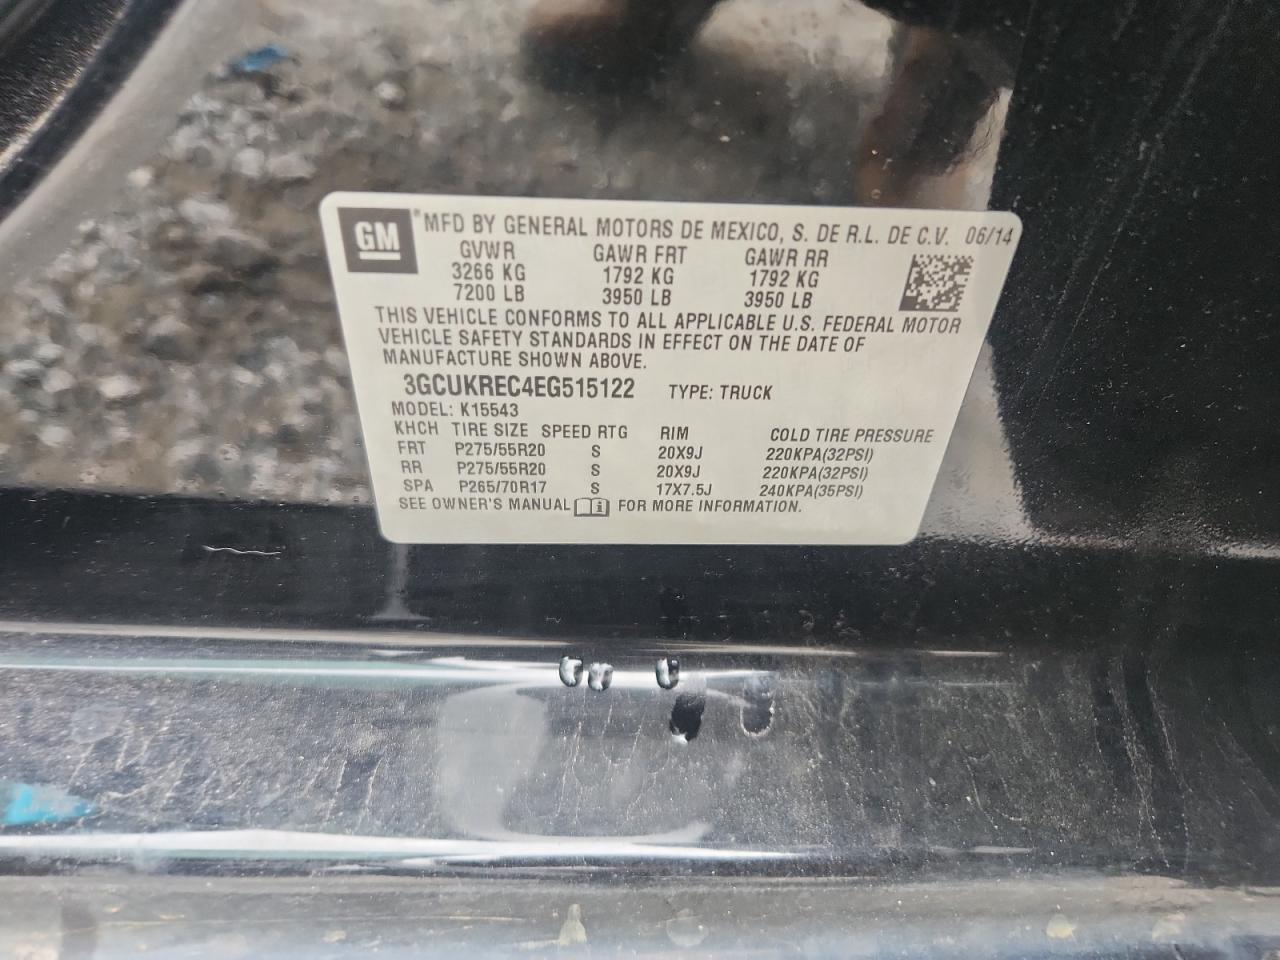 GM ® MFD BY GENERAL MOTORS DE MEXICO, S. DE R.L. DE C.V. 06/14
GVWR GAWR FRT GAWR RR
3266 KG 1792 KG 1792 KG
7200 LB 3950 LB 3950 LB
THIS VEHICLE CONFORMS TO ALL APPLICABLE U.S. FEDERAL MOTOR
VEHICLE SAFETY STANDARDS IN EFFECT ON THE DATE OF
MANUFACTURE SHOWN ABOVE.
3GCUKREC4EG515122 TYPE: TRUCK
MODEL: K15543
KHCH TIRE SIZE SPEED RTG RIM COLD TIRE PRESSURE
FRT P275/55R20 S 20X9J 220KPA(32PSI)
RR P275/55R20 S 20X9J 220KPA(32PSI)
SPA P265/70R17 S 17X7.5J 240KPA(35PSI)
SEE OWNER'S MANUAL i FOR MORE INFORMATION.